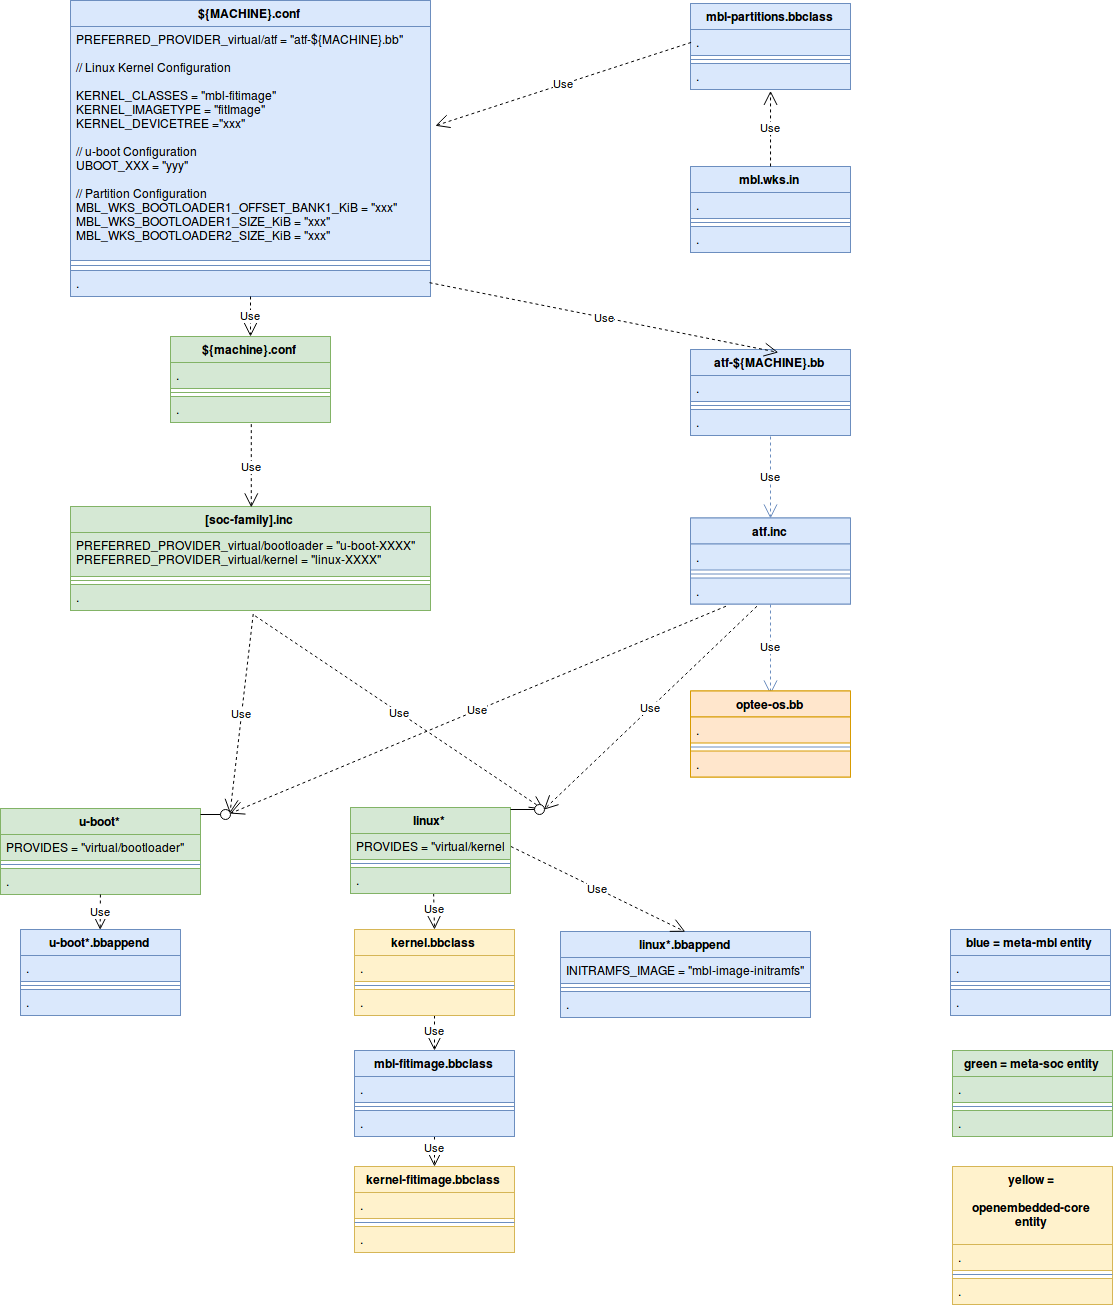 ${MACHINE}.conf
PREFERRED_PROVIDER_virtual/atf = "atf-${MACHINE}.bb"
// Linux Kernel Configuration
KERNEL_CLASSES = "mbl-fitimage"
KERNEL_IMAGETYPE = "fitImage"
KERNEL_DEVICETREE ="xxx"
// u-boot Configuration
UBOOT_XXX = "yyy"
// Partition Configuration
MBL_WKS_BOOTLOADER1_OFFSET_BANK1_KiB = "xxx"
MBL_WKS_BOOTLOADER1_SIZE_KiB = "xxx"
MBL_WKS_BOOTLOADER2_SIZE_KiB = "xxx"
.
mbl-partitions.bbclass
.
.
Use
Use
mbl.wks.in
.
.
Use
Use
${machine}.conf
.
.
atf-${MACHINE}.bb
.
.
Use
Use
[soc-family].inc
PREFERRED_PROVIDER_virtual/bootloader = "u-boot-XXXX"
PREFERRED_PROVIDER_virtual/kernel = "linux-XXXX"
.
atf.inc
.
.
Use
optee-os.bb
.
.
Use
Use
Use
Use
u-boot*
PROVIDES = "virtual/bootloader"
.
linux*
PROVIDES = "virtual/kernel
.
Use
Use
Use
u-boot*.bbappend
.
.
kernel.bbclass
.
.
linux*.bbappend
INITRAMFS_IMAGE = "mbl-image-initramfs"
.
blue = meta-mbl entity
.
.
Use
mbl-fitimage.bbclass
.
.
green = meta-soc entity
.
.
Use
kernel-fitimage.bbclass
.
.
yellow =
openembedded-core
entity
.
.